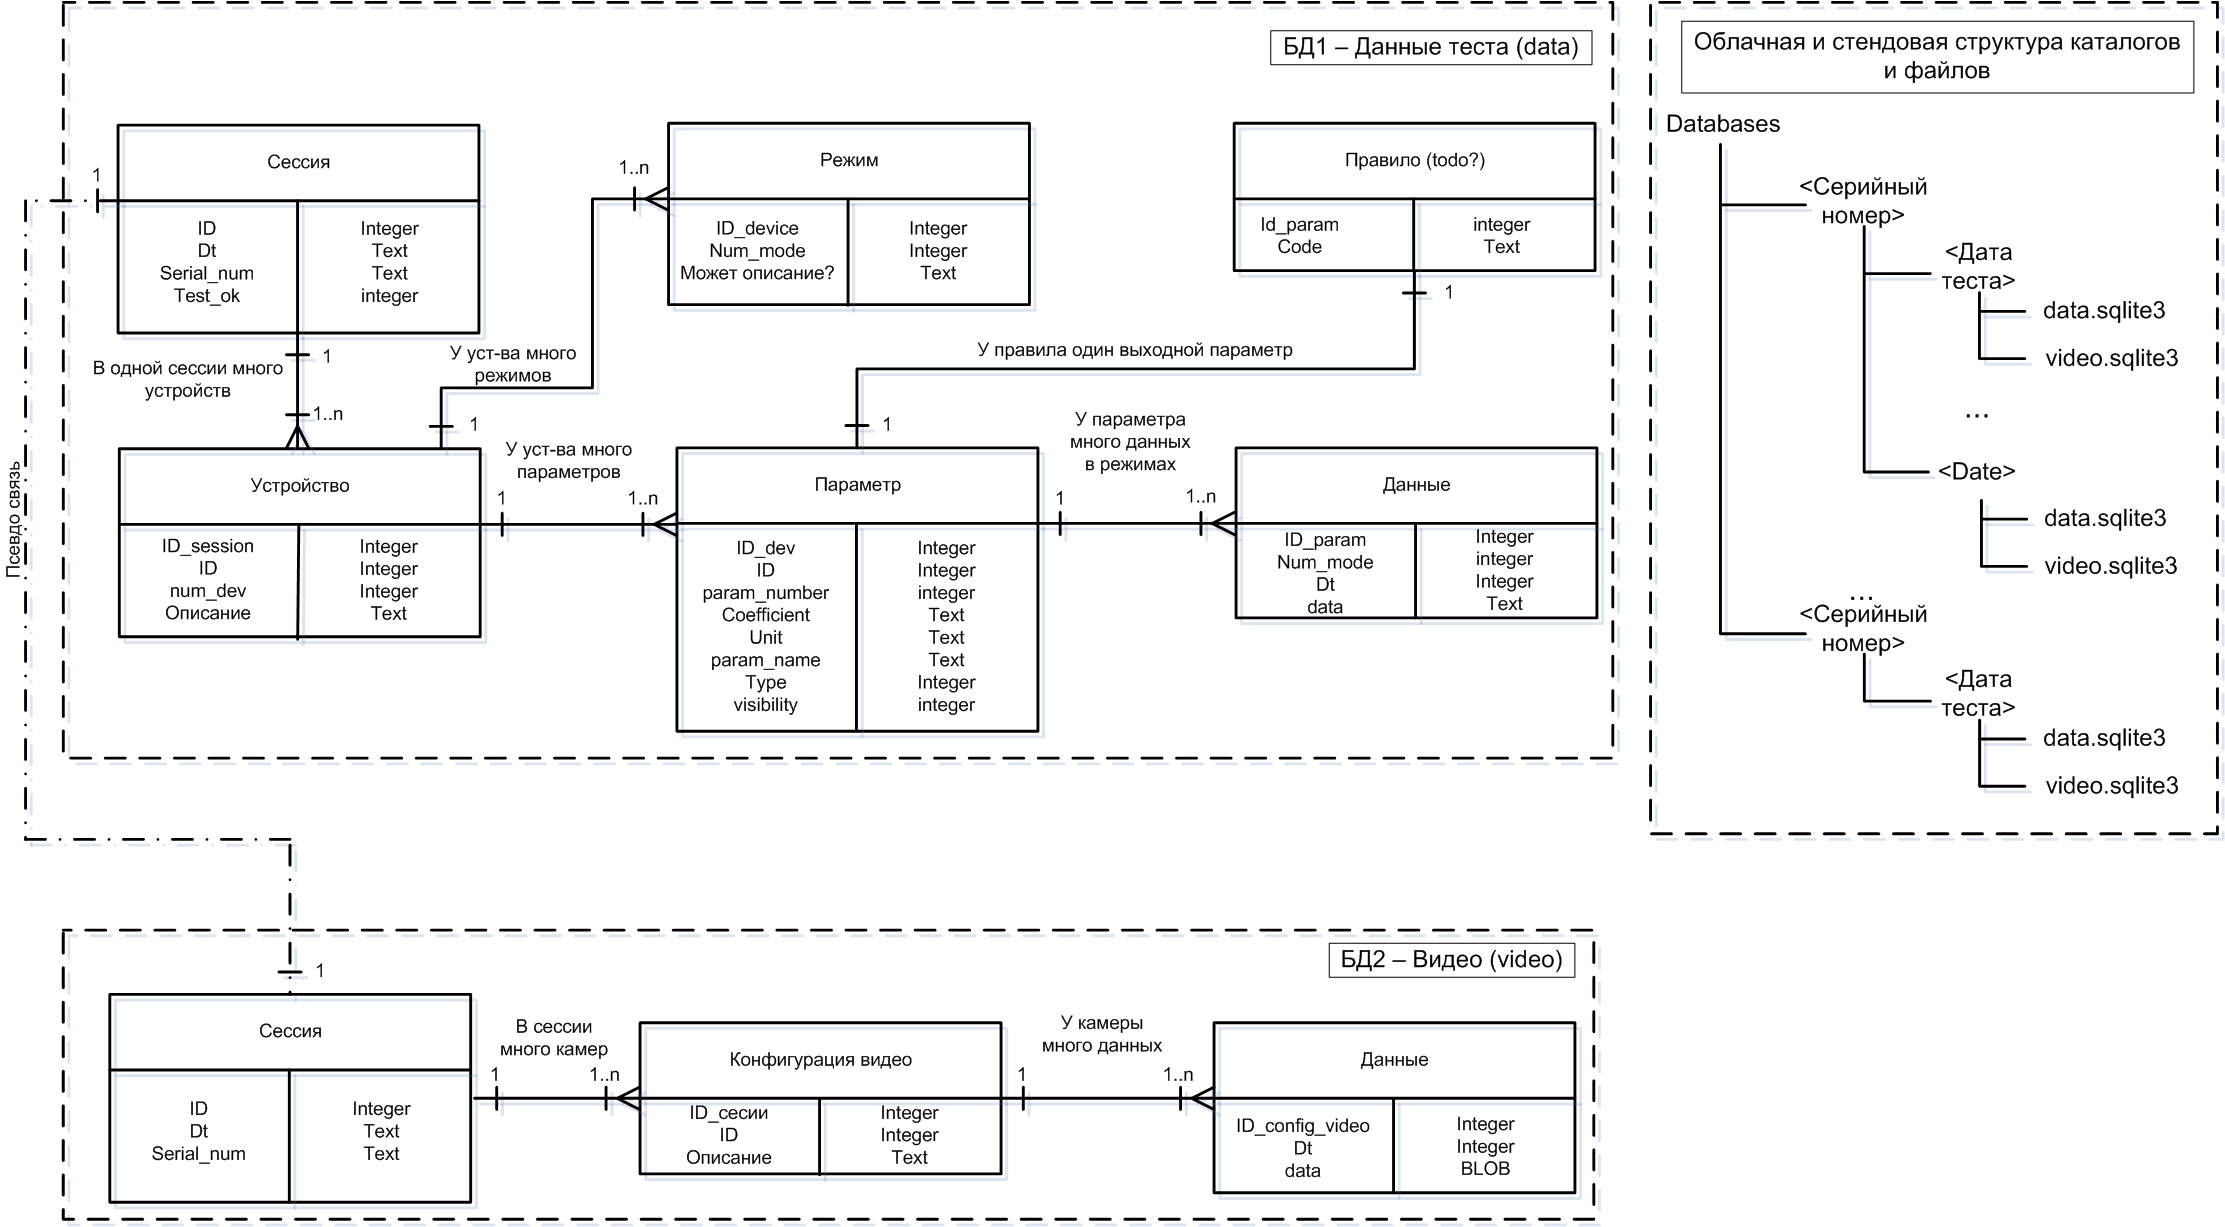 БД1 – Данные теста (data)
Сессия
1
ID
Integer
Dt
Text
Serial_num
Text
Test_ok
integer
Режим
1..n
ID_device
Integer
Num_mode
Integer
Может описание?
Text
Правило (todo?)
Id_param
integer
Code
Text
1
1
В одной сессии много
устройств
1..n
У уст-ва много
режимов
1
У правила один выходной параметр
1
Устройство
ID_session
Integer
ID
Integer
num_dev
Integer
Описание
Text
У уст-ва много
параметров
1
1..n
Параметр
ID_dev
Integer
ID
Integer
param_number
integer
Coefficient
Text
Unit
Text
param_name
Text
Type
Integer
visibility
integer
У параметра
много данных
в режимах
1
1..n
Данные
ID_param
Integer
Num_mode
integer
Dt
Integer
data
Text
Псевдо связь
Облачная и стендовая структура каталогов
и файлов
Databases
<Серийный
номер>
<Дата
теста>
data.sqlite3
video.sqlite3
...
<Date>
data.sqlite3
video.sqlite3
...
<Серийный
номер>
<Дата
теста>
data.sqlite3
video.sqlite3
БД2 – Видео (video)
1
Сессия
ID
Integer
Dt
Text
Serial_num
Text
В сессии
много камер
1
1..n
Конфигурация видео
ID_сесии
Integer
ID
Integer
Описание
Text
У камеры
много данных
1
1..n
Данные
ID_config_video
Integer
Dt
Integer
data
BLOB